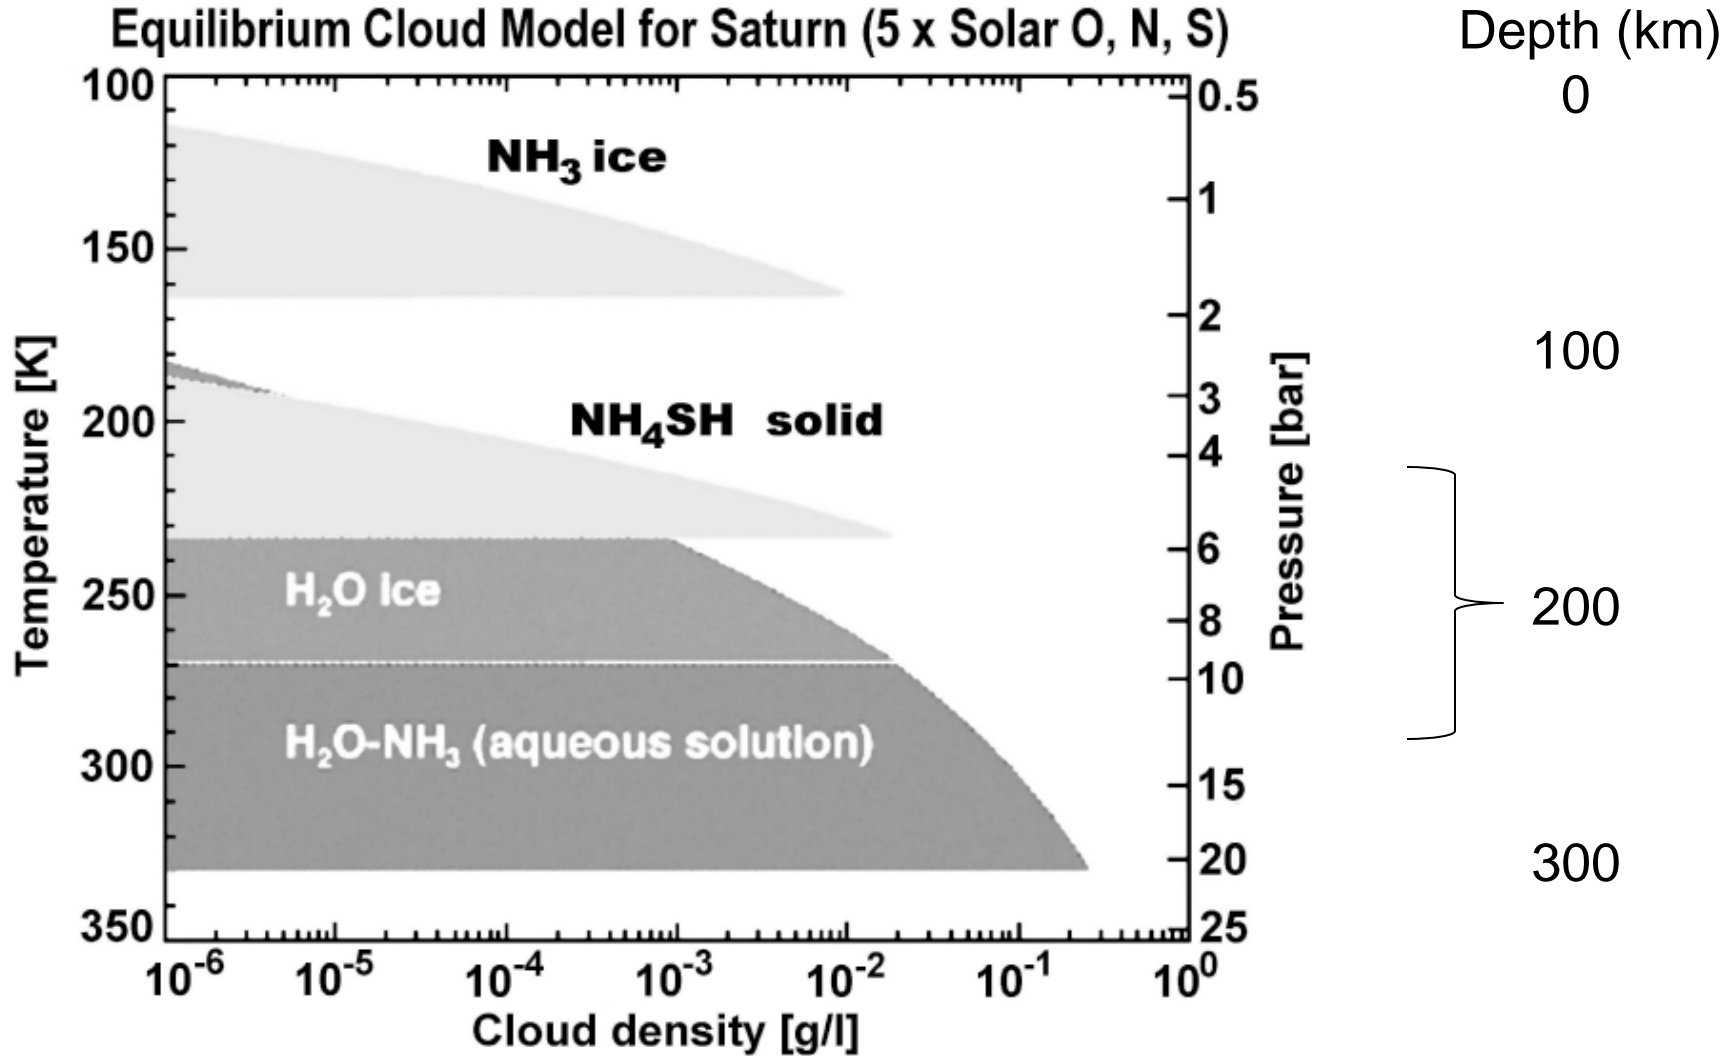 Equilibrium Cloud Model for Saturn (5 x Solar O, N, S)
Depth (km)
100
150
200
250
300
350
Temperature [K]
NH₃ ice
NH₄SH solid
H₂O Ice
H₂O-NH₃ (aqueous solution)
0.5
1
2
3
4
6
8
10
15
20
25
Pressure [bar]
0
100
200
300
10⁻⁶ 10⁻⁵ 10⁻⁴ 10⁻³ 10⁻² 10⁻¹ 10⁰
Cloud density [g/l]